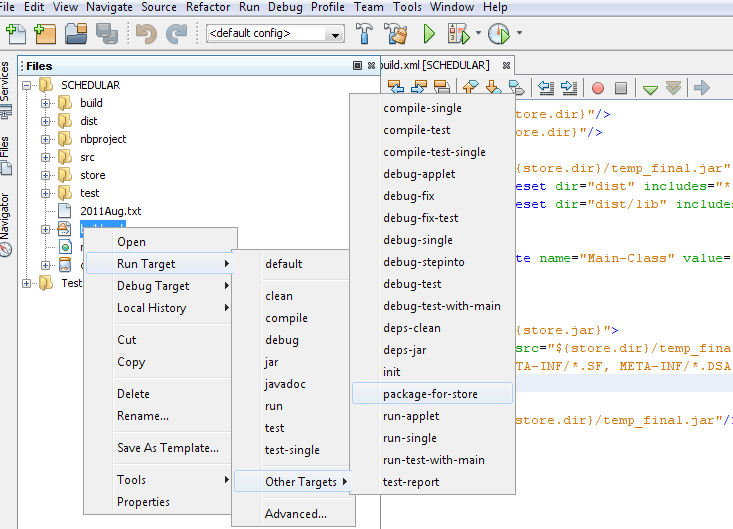 File Edit View Navigate Source Refactor Run Debug Profile Team Tools Window Help
<default config>
Services
Files
Navigator
Files
SCHEDULAR
build
dist
nbproject
src
store
test
2011Aug.txt
Test
Open
Run Target
Debug Target
Local History
Cut
Copy
Delete
Rename...
Save As Template...
Tools
Properties
default
clean
compile
debug
jar
javadoc
run
test
test-single
Other Targets
Advanced...
compile-single
compile-test
compile-test-single
debug-applet
debug-fix
debug-fix-test
debug-single
debug-stepinto
debug-test
debug-test-with-main
deps-clean
deps-jar
init
package-for-store
run-applet
run-single
run-test-with-main
test-report
build.xml [SCHEDULAR]
tore.dir}"/>
ore.dir}"/>
{store.dir}/temp_final.jar"
eset dir="dist" includes="*
eset dir="dist/lib" includes
te name="Main-Class" value=
{store.jar}">
src="${store.dir}/temp_fina
TA-INF/*.SF, META-INF/*.DSA
ore.dir}/temp_final.jar"/